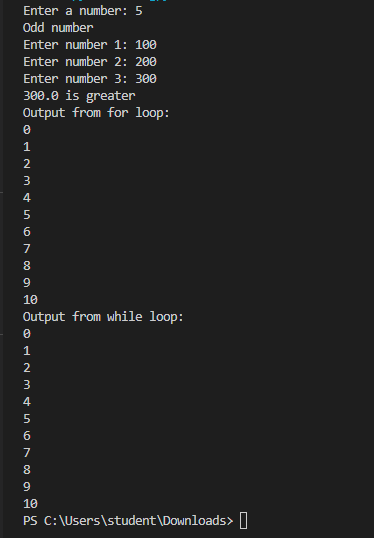 Enter a number: 5
Odd number
Enter number 1: 100
Enter number 2: 200
Enter number 3: 300
300.0 is greater
Output from for loop:
0
1
2
3
4
5
6
7
8
9
10
Output from while loop:
0
1
2
3
4
5
6
7
8
9
10
PS C:\Users\student\Downloads>